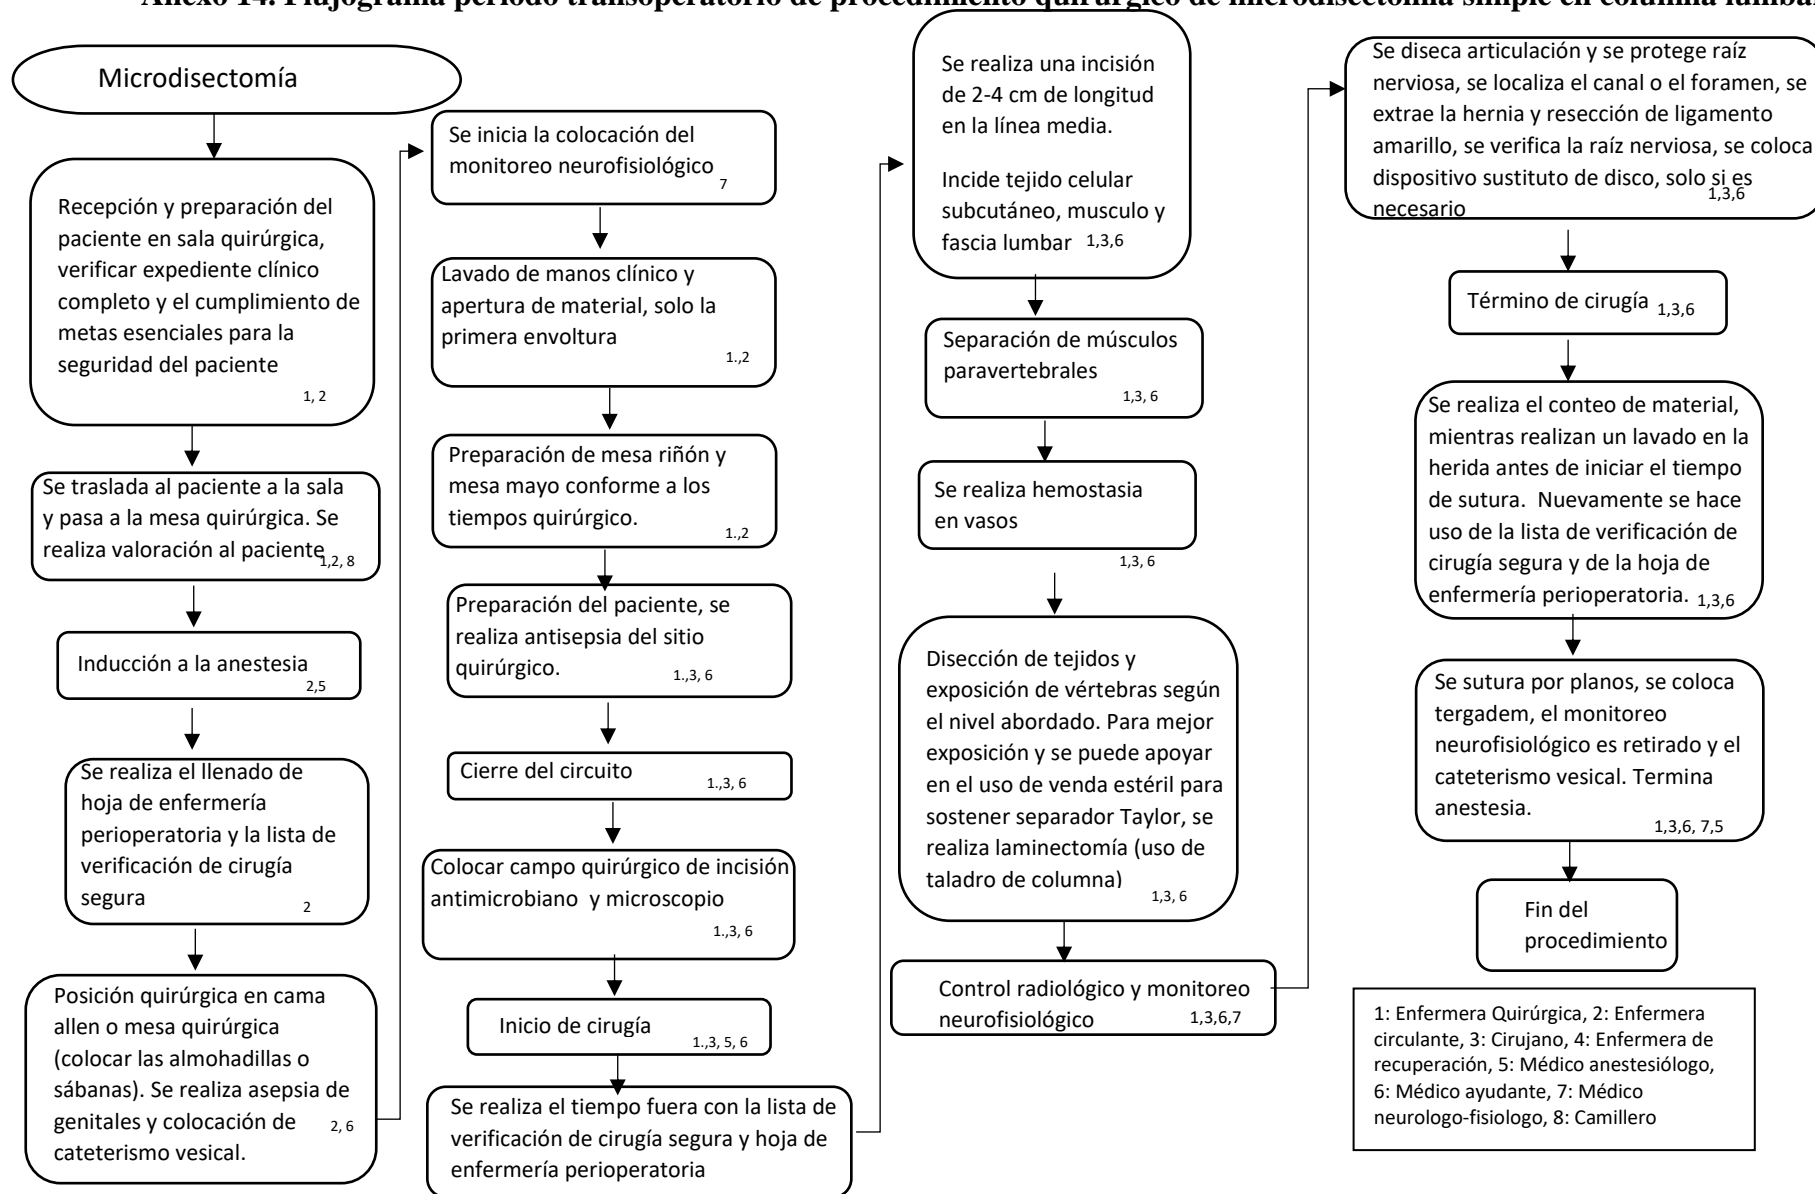 Anexo 14. Flujograma periodo transoperatorio de procedimiento quirúrgico de microdisectomía simple en columna lumbar
Microdisectomía
Recepción y preparación del
paciente en sala quirúrgica,
verificar expediente clínico
completo y el cumplimiento de
metas esenciales para la
seguridad del paciente
1, 2
Se traslada al paciente a la sala
y pasa a la mesa quirúrgica. Se
realiza valoración al paciente
1,2, 8
Inducción a la anestesia
2,5
Se realiza el llenado de
hoja de enfermería
perioperatoria y la lista de
verificación de cirugía
segura
2
Posición quirúrgica en cama
allen o mesa quirúrgica
(colocar las almohadillas o
sábanas). Se realiza asepsia de
genitales y colocación de
2, 6
cateterismo vesical.
Se inicia la colocación del
monitoreo neurofisiológico
7
Lavado de manos clínico y
apertura de material, solo la
primera envoltura
1.,2
Preparación de mesa riñón y
mesa mayo conforme a los
tiempos quirúrgico.
1.,2
Preparación del paciente, se
realiza antisepsia del sitio
quirúrgico.
1.,3, 6
Cierre del circuito
1.,3, 6
Colocar campo quirúrgico de incisión
antimicrobiano y microscopio
1.,3, 6
Inicio de cirugía
1.,3, 5, 6
Se realiza el tiempo fuera con la lista de
verificación de cirugía segura y hoja de
enfermería perioperatoria
Se realiza una incisión
de 2-4 cm de longitud
en la línea media.
Incide tejido celular
subcutáneo, musculo y
fascia lumbar 1,3,6
Separación de músculos
paravertebrales
1,3, 6
Se realiza hemostasia
en vasos
1,3, 6
Disección de tejidos y
exposición de vértebras según
el nivel abordado. Para mejor
exposición y se puede apoyar
en el uso de venda estéril para
sostener separador Taylor, se
realiza laminectomía (uso de
taladro de columna)
1,3, 6
Control radiológico y monitoreo
neurofisiológico 1,3,6,7
Se diseca articulación y se protege raíz
nerviosa, se localiza el canal o el foramen, se
extrae la hernia y resección de ligamento
amarillo, se verifica la raíz nerviosa, se coloca
dispositivo sustituto de disco, solo si es
1,3,6
necesario
Término de cirugía 1,3,6
Se realiza el conteo de material,
mientras realizan un lavado en la
herida antes de iniciar el tiempo
de sutura. Nuevamente se hace
uso de la lista de verificación de
cirugía segura y de la hoja de
enfermería perioperatoria. 1,3,6
Se sutura por planos, se coloca
tergadem, el monitoreo
neurofisiológico es retirado y el
cateterismo vesical. Termina
anestesia.
1,3,6, 7,5
Fin del
procedimiento
1: Enfermera Quirúrgica, 2: Enfermera
circulante, 3: Cirujano, 4: Enfermera de
recuperación, 5: Médico anestesiólogo,
6: Médico ayudante, 7: Médico
neurologo-fisiologo, 8: Camillero